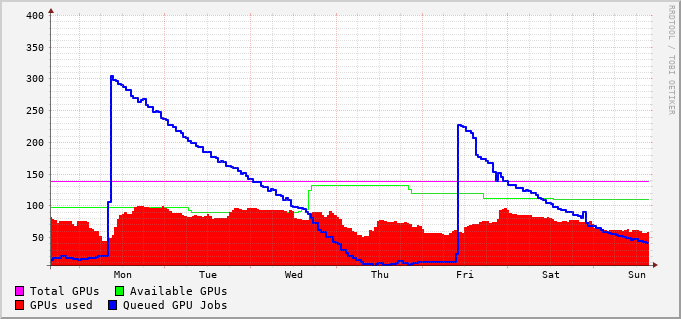 400
350
300
250
200
150
100
50
Mon Tue Wed Thu Fri Sat Sun
Total GPUs Available GPUs
GPUs used Queued GPU Jobs
RRDTOOL / TOBI OETIKER